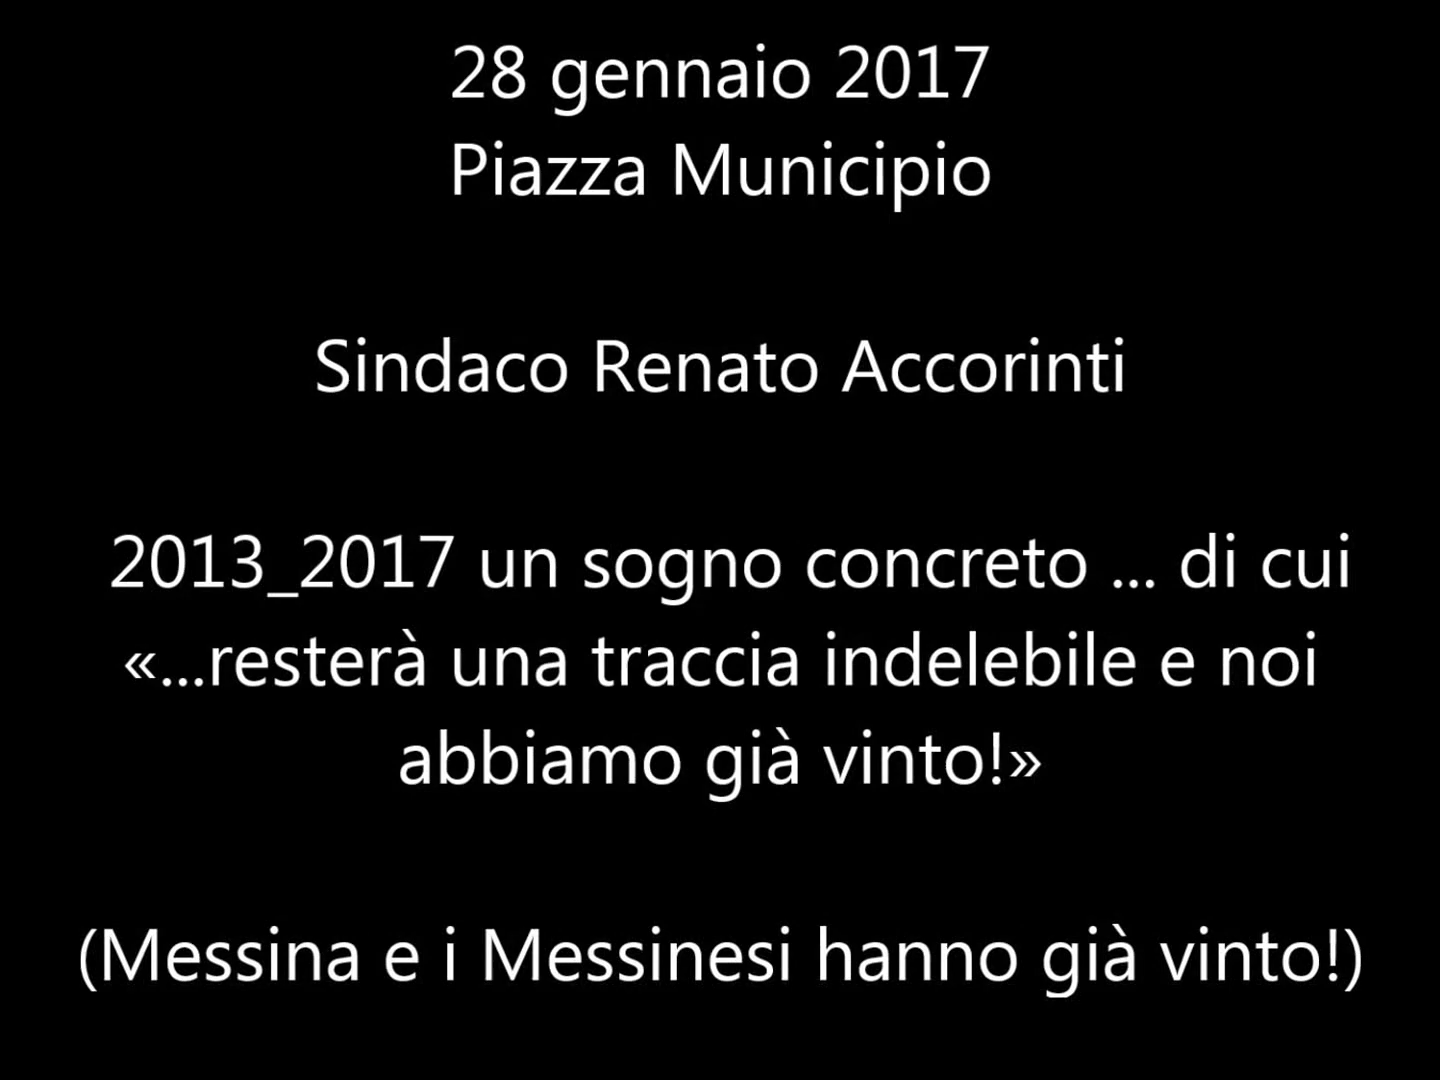 28 gennaio 2017
Piazza Municipio
Sindaco Renato Accorinti
2013_2017 un sogno concreto ... di cui
«...resterà una traccia indelebile e noi
abbiamo già vinto!»
(Messina e i Messinesi hanno già vinto!)